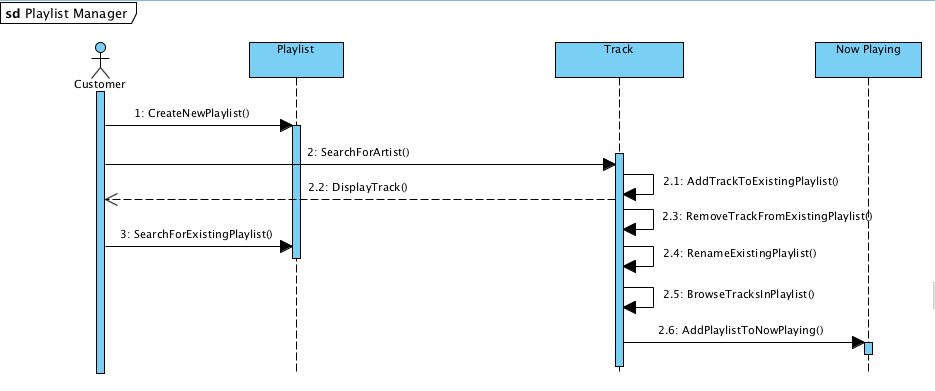 sd Playlist Manager
Playlist
Track
Now Playing
Customer
1: CreateNewPlaylist()
2: SearchForArtist()
2.1: AddTrackToExistingPlaylist()
2.2: DisplayTrack()
2.3: RemoveTrackFromExistingPlaylist()
3: SearchForExistingPlaylist()
2.4: RenameExistingPlaylist()
2.5: BrowseTracksInPlaylist()
2.6: AddPlaylistToNowPlaying()